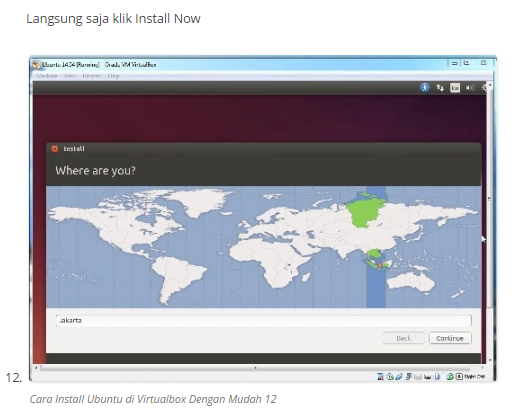 Langsung saja klik Install Now
Ubuntu 14.04 [Running] - Oracle VM VirtualBox
Machine View Devices Help
Install
Where are you?
Jakarta
Back
Continue
Right Ctrl
12.
Cara Install Ubuntu di Virtualbox Dengan Mudah 12